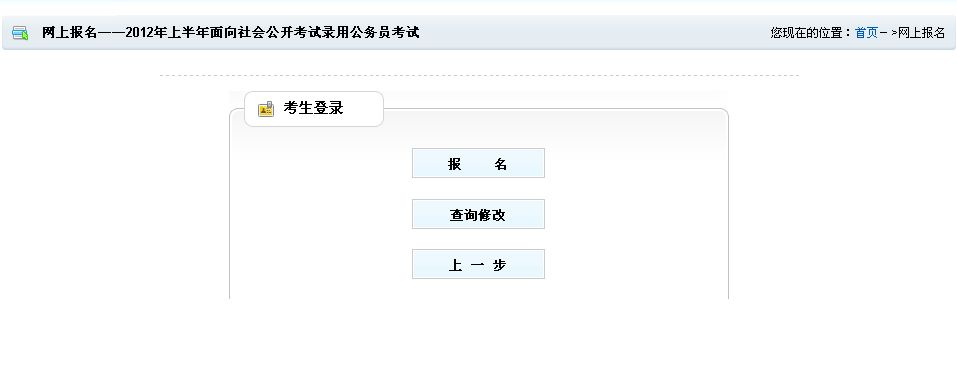 网上报名——2012年上半年面向社会公开考试录用公务员考试 您现在的位置：首页－>网上报名
考生登录
报 名
查询修改
上 一 步